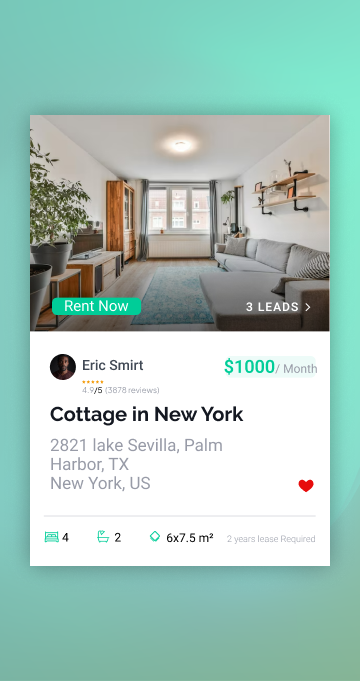 Rent Now
3 LEADS
Eric Smirt
$1000/ Month
4.9/5 (3878 reviews)
Cottage in New York
2821 lake Sevilla, Palm
Harbor, TX
New York, US
4
2
6x7.5 m²
2 years lease Required